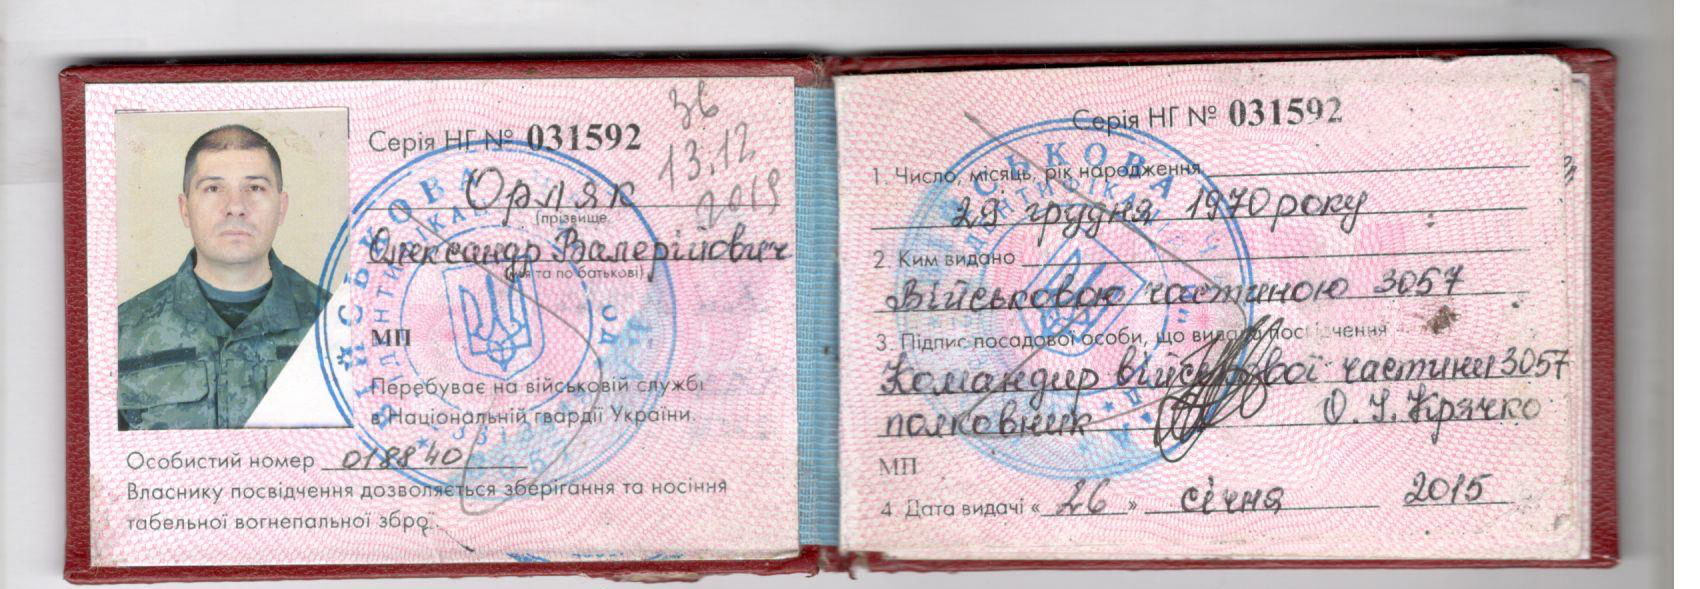 Серія НГ № 031592
36
13.12
2019
Орляк
(прізвище,
Олександр Валерійович
(ім'я та по батькові)
МП
Перебуває на військовій службі
в Національній гвардії України.
Особистий номер 018840
Власнику посвідчення дозволяється зберігання та носіння
табельної вогнепальної зброї.
Серія НГ № 031592
1. Число, місяць, рік народження
29 грудня 1970 року
2. Ким видано
Військовою частиною 3057
3. Підпис посадової особи, що видала посвідчення
Командир військової частини 3057
полковник О.І. Крячко
МП
4. Дата видачі « 26 » січня 2015